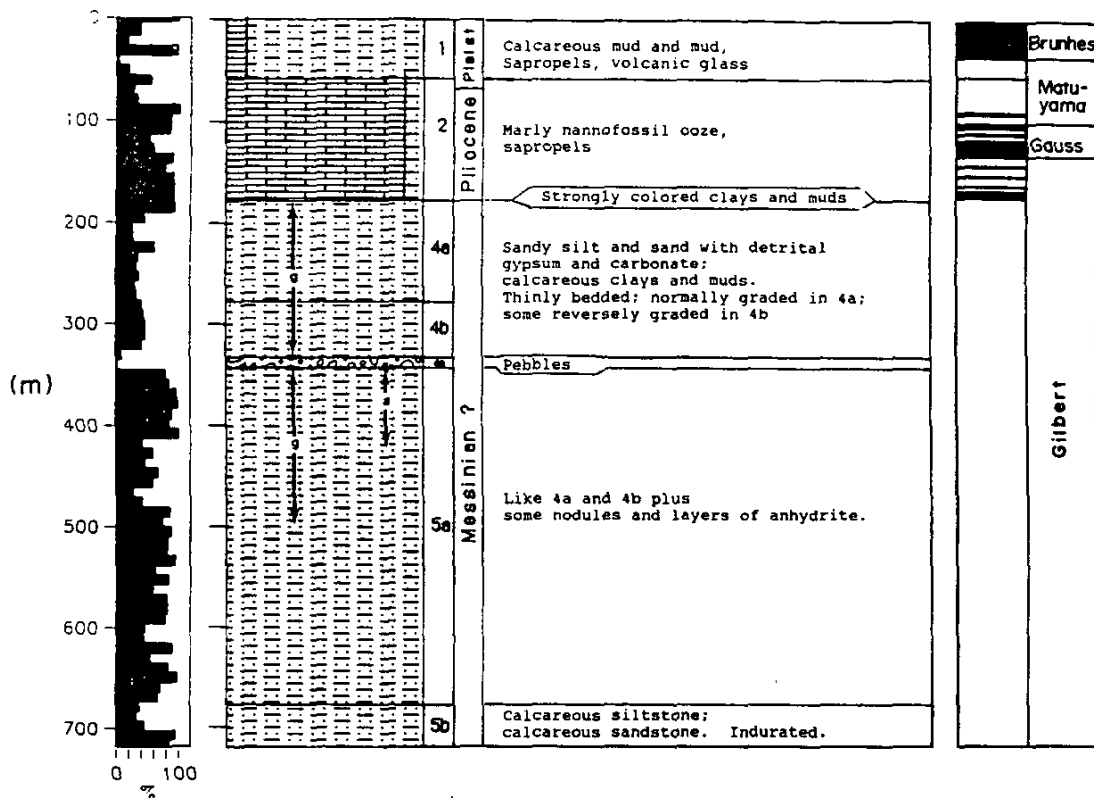 0
100
200
300
400
500
600
700
(m)
0 100
%
1
2
4a
4b
5a
5b
g
g
a
Pleist
Pliocene
Messinian ?
Calcareous mud and mud,
Sapropels, volcanic glass
Marly nannofossil ooze,
sapropels
Strongly colored clays and muds
Sandy silt and sand with detrital
gypsum and carbonate;
calcareous clays and muds.
Thinly bedded; normally graded in 4a;
some reversely graded in 4b
Pebbles
Like 4a and 4b plus
some nodules and layers of anhydrite.
Calcareous siltstone;
calcareous sandstone. Indurated.
Brunhes
Matu-
yama
Gauss
Gilbert